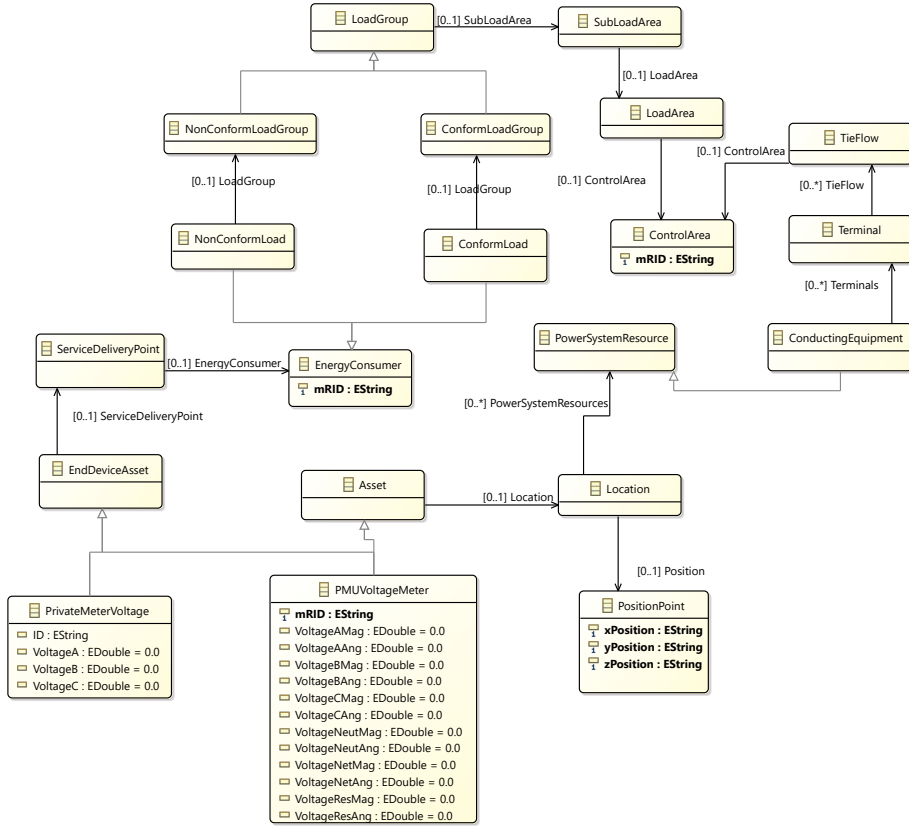 LoadGroup
[0..1] SubLoadArea
SubLoadArea
[0..1] LoadArea
NonConformLoadGroup
ConformLoadGroup
LoadArea
TieFlow
[0..1] ControlArea
[0..1] LoadGroup
[0..1] LoadGroup
[0..1] ControlArea
[0..*] TieFlow
NonConformLoad
ConformLoad
ControlArea
mRID : EString
Terminal
[0..*] Terminals
ServiceDeliveryPoint
[0..1] EnergyConsumer
EnergyConsumer
mRID : EString
PowerSystemResource
ConductingEquipment
[0..1] ServiceDeliveryPoint
[0..*] PowerSystemResources
EndDeviceAsset
Asset
[0..1] Location
Location
[0..1] Position
PrivateMeterVoltage
ID : EString
VoltageA : EDouble = 0.0
VoltageB : EDouble = 0.0
VoltageC : EDouble = 0.0
PMUVoltageMeter
mRID : EString
VoltageAMag : EDouble = 0.0
VoltageAAng : EDouble = 0.0
VoltageBMag : EDouble = 0.0
VoltageBAng : EDouble = 0.0
VoltageCMag : EDouble = 0.0
VoltageCAng : EDouble = 0.0
VoltageNeutMag : EDouble = 0.0
VoltageNeutAng : EDouble = 0.0
VoltageNetMag : EDouble = 0.0
VoltageNetAng : EDouble = 0.0
VoltageResMag : EDouble = 0.0
VoltageResAng : EDouble = 0.0
PositionPoint
xPosition : EString
yPosition : EString
zPosition : EString